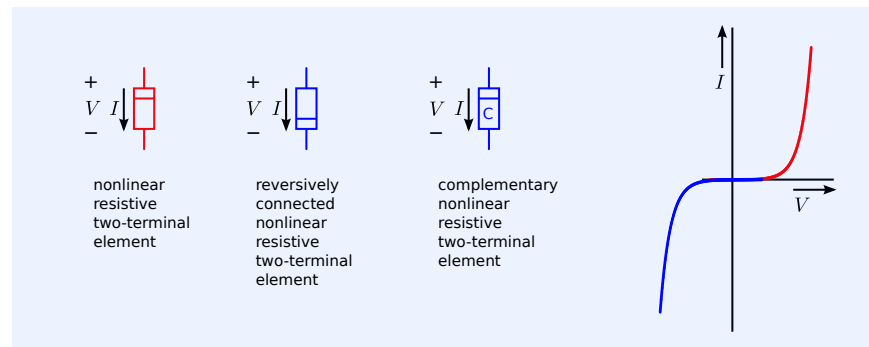 +
V I
−
nonlinear
resistive
two-terminal
element
+
V I
−
reversively
connected
nonlinear
resistive
two-terminal
element
+
V I
−
C
complementary
nonlinear
resistive
two-terminal
element
I
V